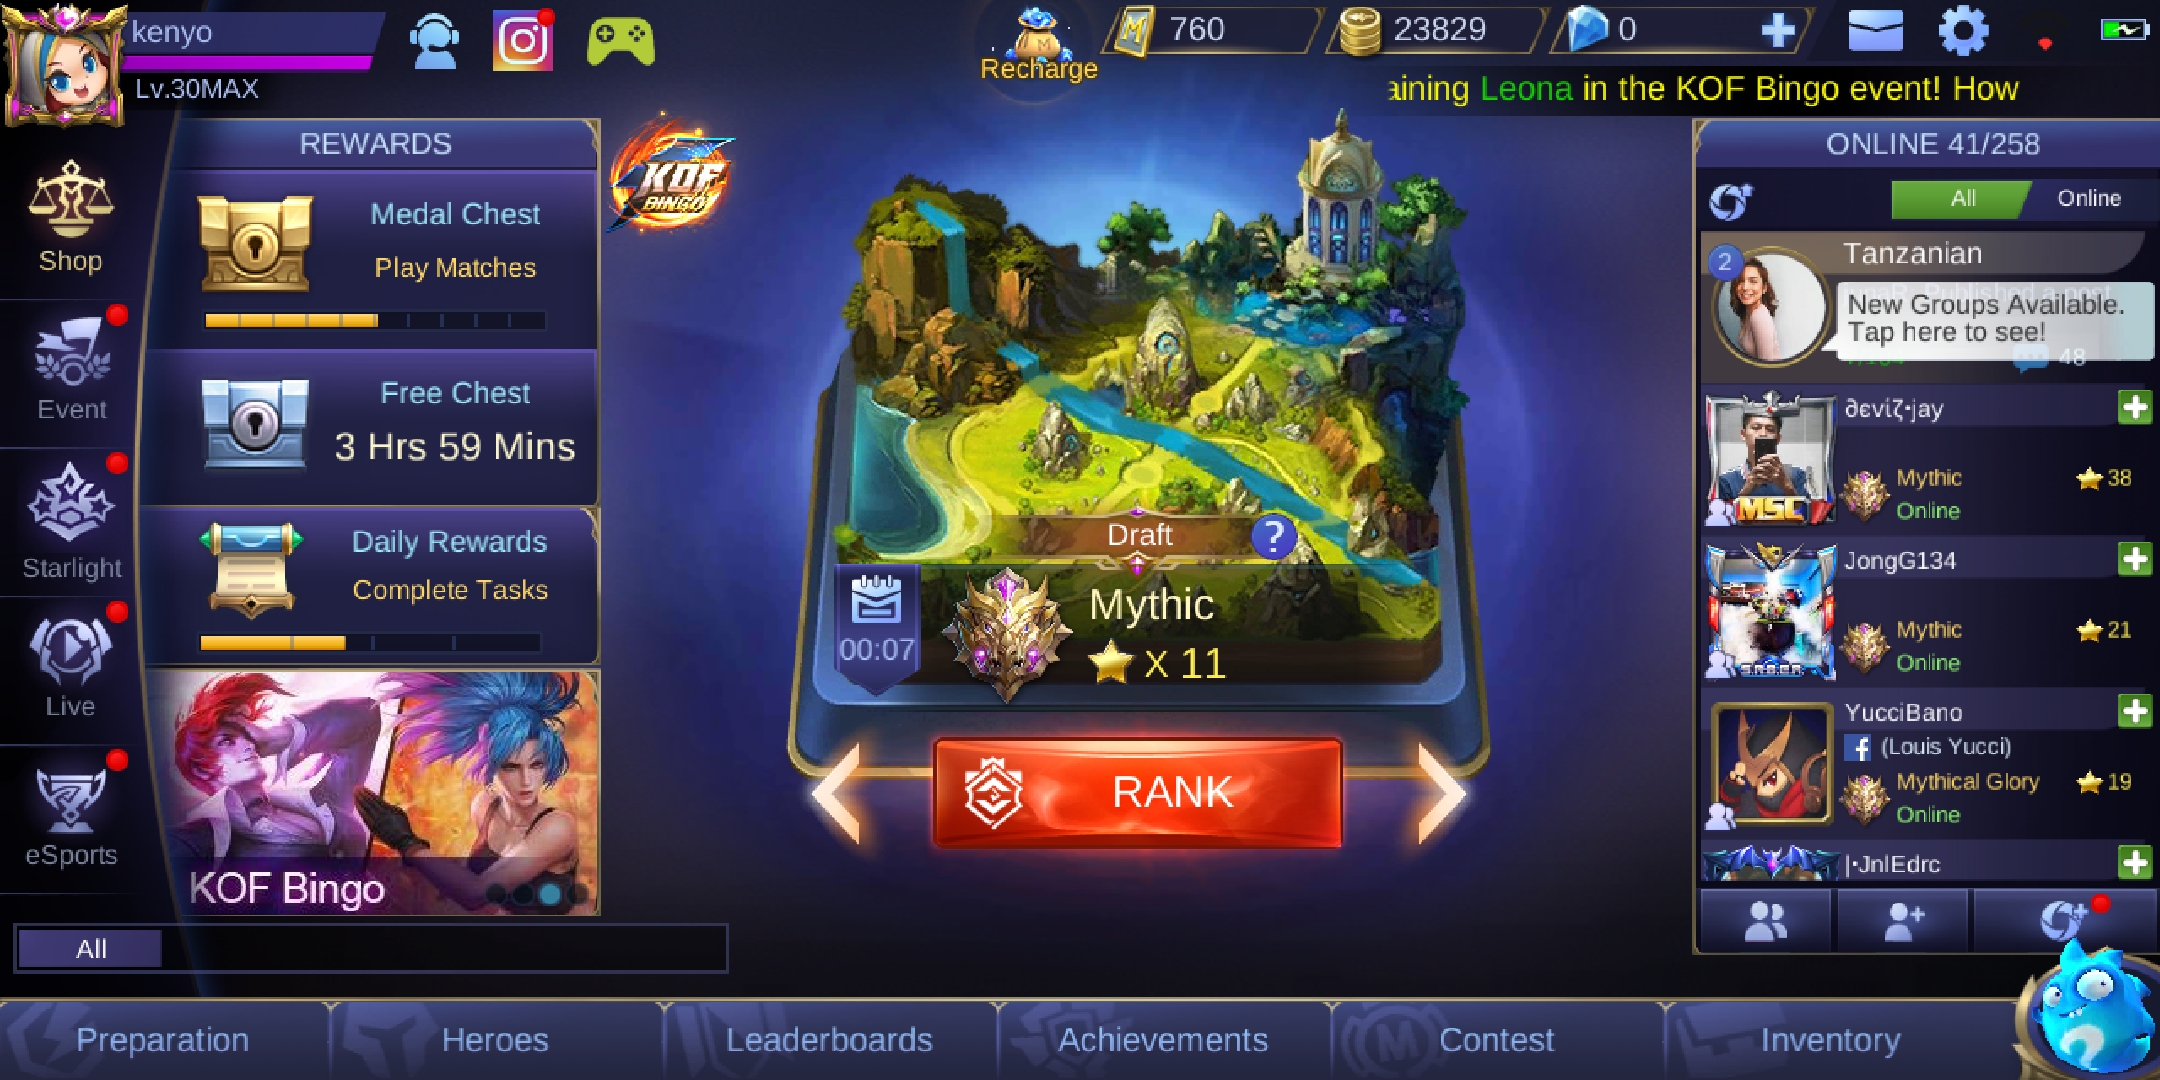 kenyo
Lv.30MAX
Recharge
760
23829
0
aining Leona in the KOF Bingo event! How
REWARDS
Medal Chest
Play Matches
Free Chest
3 Hrs 59 Mins
Daily Rewards
Complete Tasks
KOF
BINGO
KOF Bingo
Shop
Event
Starlight
Live
eSports
All
Draft
?
00:07
Mythic
X 11
RANK
ONLINE 41/258
All
Online
2
Tanzanian
New Groups Available.
Tap here to see!
48
∂єνίζ•jay
MSC
Mythic
38
Online
JongG134
Mythic
21
Online
YucciBano
(Louis Yucci)
Mythical Glory
19
Online
|•JnlEdrc
Preparation
Heroes
Leaderboards
Achievements
Contest
Inventory